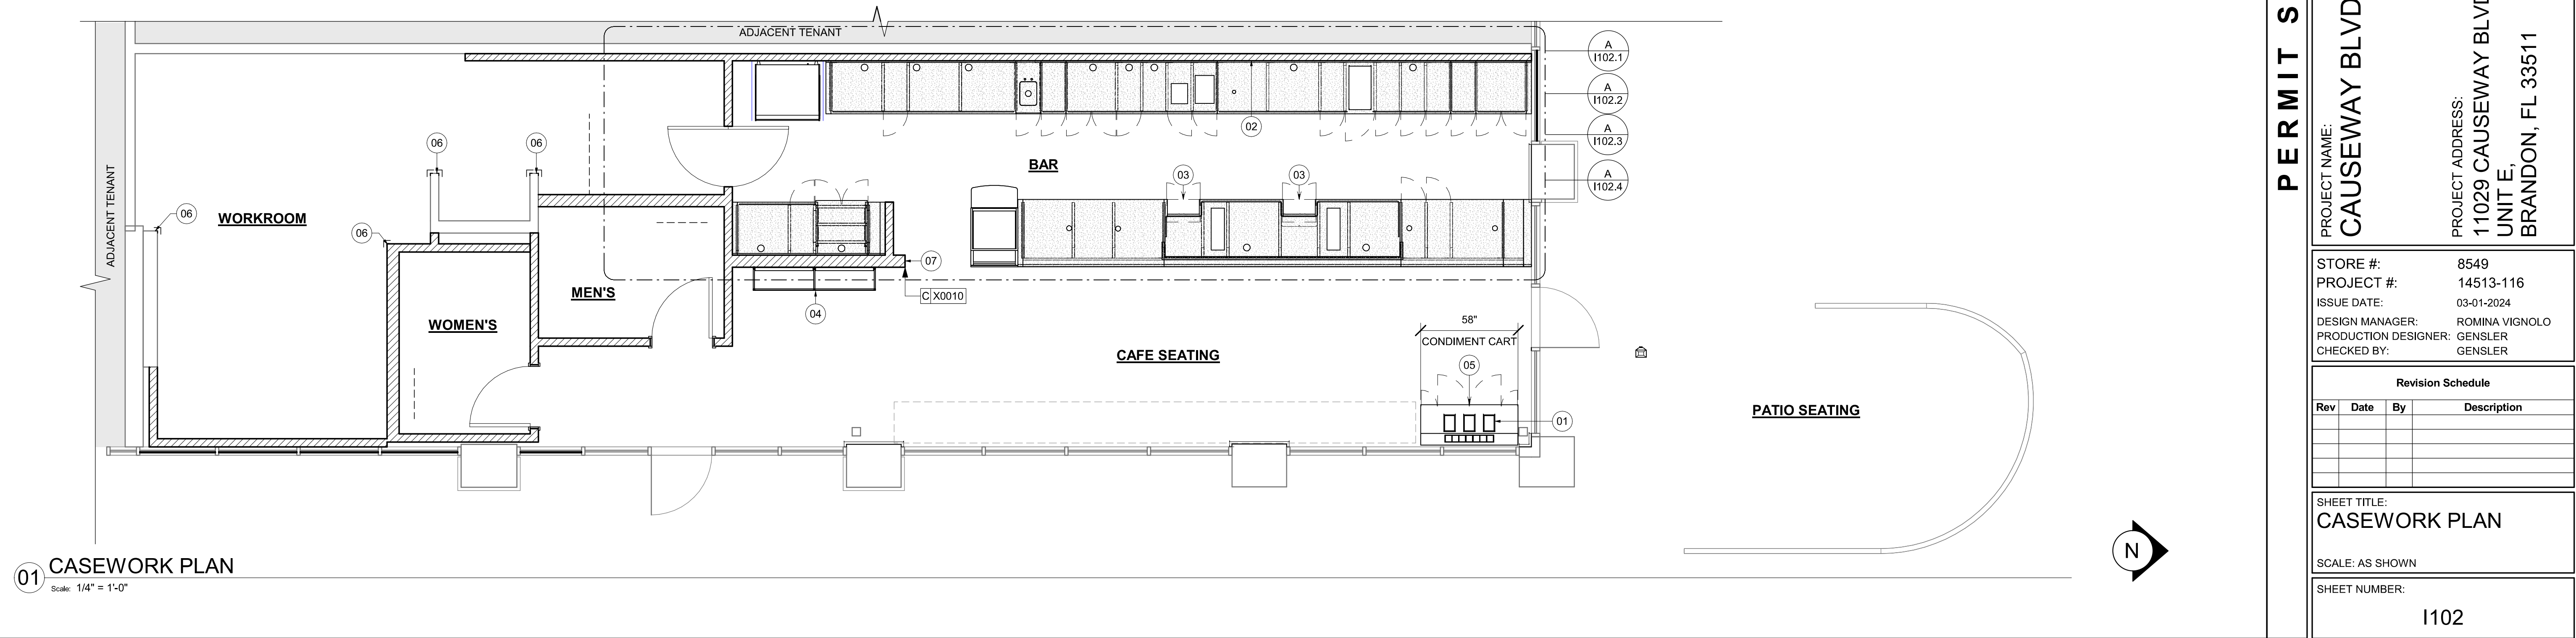 ADJACENT TENANT
A
I102.1
A
I102.2
A
I102.3
A
I102.4
02
BAR
03
03
06
06
ADJACENT TENANT
WORKROOM
06
06
07
C X0010
MEN'S
04
WOMEN'S
58"
CONDIMENT CART
CAFE SEATING
05
01
PATIO SEATING
N
01
CASEWORK PLAN
Scale: 1/4" = 1'-0"
PERMIT S
PROJECT NAME:
CAUSEWAY BLVD
PROJECT ADDRESS:
11029 CAUSEWAY BLVD
UNIT E,
BRANDON, FL 33511
STORE #: 8549
PROJECT #: 14513-116
ISSUE DATE: 03-01-2024
DESIGN MANAGER: ROMINA VIGNOLO
PRODUCTION DESIGNER: GENSLER
CHECKED BY: GENSLER
Revision Schedule
Rev Date By Description
SHEET TITLE:
CASEWORK PLAN
SCALE: AS SHOWN
SHEET NUMBER:
I102